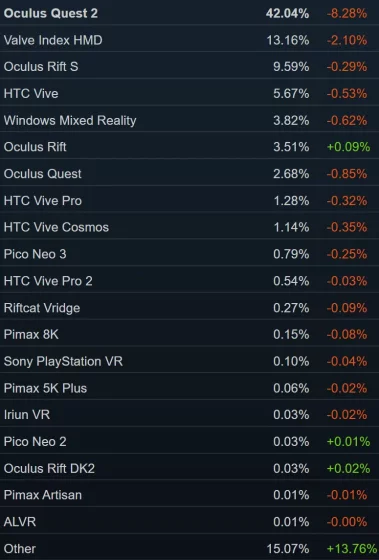 Oculus Quest 2 42.04% -8.28%
Valve Index HMD 13.16% -2.10%
Oculus Rift S 9.59% -0.29%
HTC Vive 5.67% -0.53%
Windows Mixed Reality 3.82% -0.62%
Oculus Rift 3.51% +0.09%
Oculus Quest 2.68% -0.85%
HTC Vive Pro 1.28% -0.32%
HTC Vive Cosmos 1.14% -0.35%
Pico Neo 3 0.79% -0.25%
HTC Vive Pro 2 0.54% -0.03%
Riftcat Vridge 0.27% -0.09%
Pimax 8K 0.15% -0.08%
Sony PlayStation VR 0.10% -0.04%
Pimax 5K Plus 0.06% -0.02%
Iriun VR 0.03% -0.02%
Pico Neo 2 0.03% +0.01%
Oculus Rift DK2 0.03% +0.02%
Pimax Artisan 0.01% -0.01%
ALVR 0.01% -0.00%
Other 15.07% +13.76%